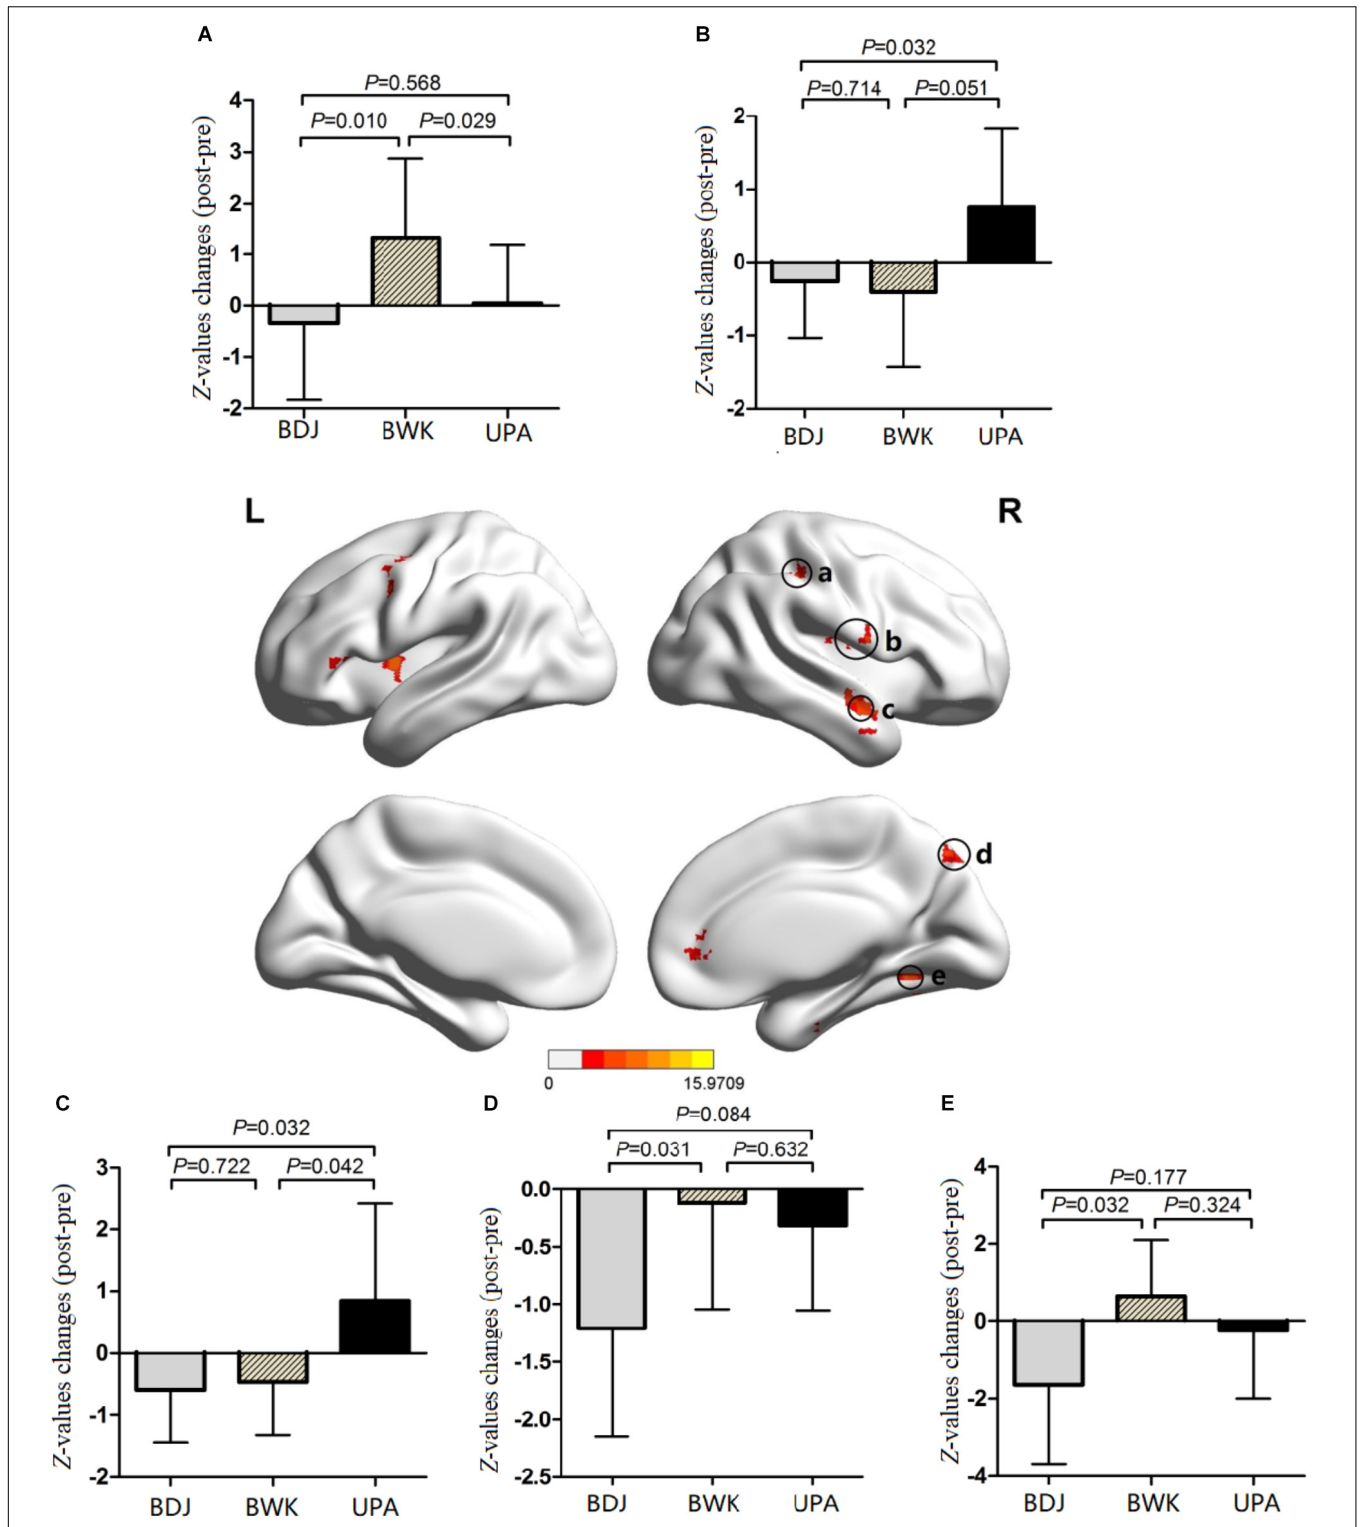 A
P=0.568
P=0.010
P=0.029
Z-values changes (post-pre)
4
3
2
1
0
-1
-2
BDJ
BWK
UPA
B
P=0.032
P=0.714
P=0.051
Z-values changes (post-pre)
2
1
0
-1
-2
BDJ
BWK
UPA
L
R
a
b
c
d
e
0
15.9709
C
P=0.032
P=0.722
P=0.042
Z-values changes (post-pre)
3
2
1
0
-1
-2
BDJ
BWK
UPA
D
P=0.084
P=0.031
P=0.632
Z-values changes (post-pre)
0.0
-0.5
-1.0
-1.5
-2.0
-2.5
BDJ
BWK
UPA
E
P=0.177
P=0.032
P=0.324
Z-values changes (post-pre)
4
2
0
-2
-4
BDJ
BWK
UPA